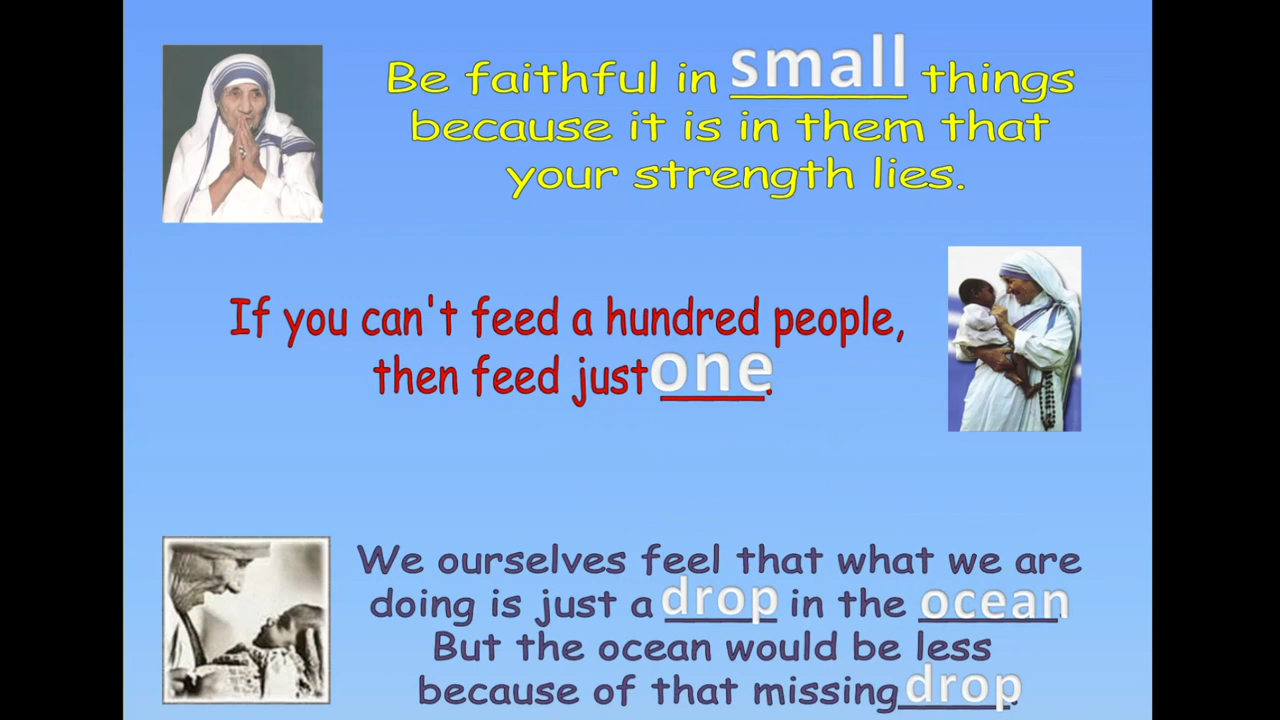 Be faithful in small things
because it is in them that
your strength lies.
If you can't feed a hundred people,
then feed just one.
We ourselves feel that what we are
doing is just a drop in the ocean.
But the ocean would be less
because of that missing drop.